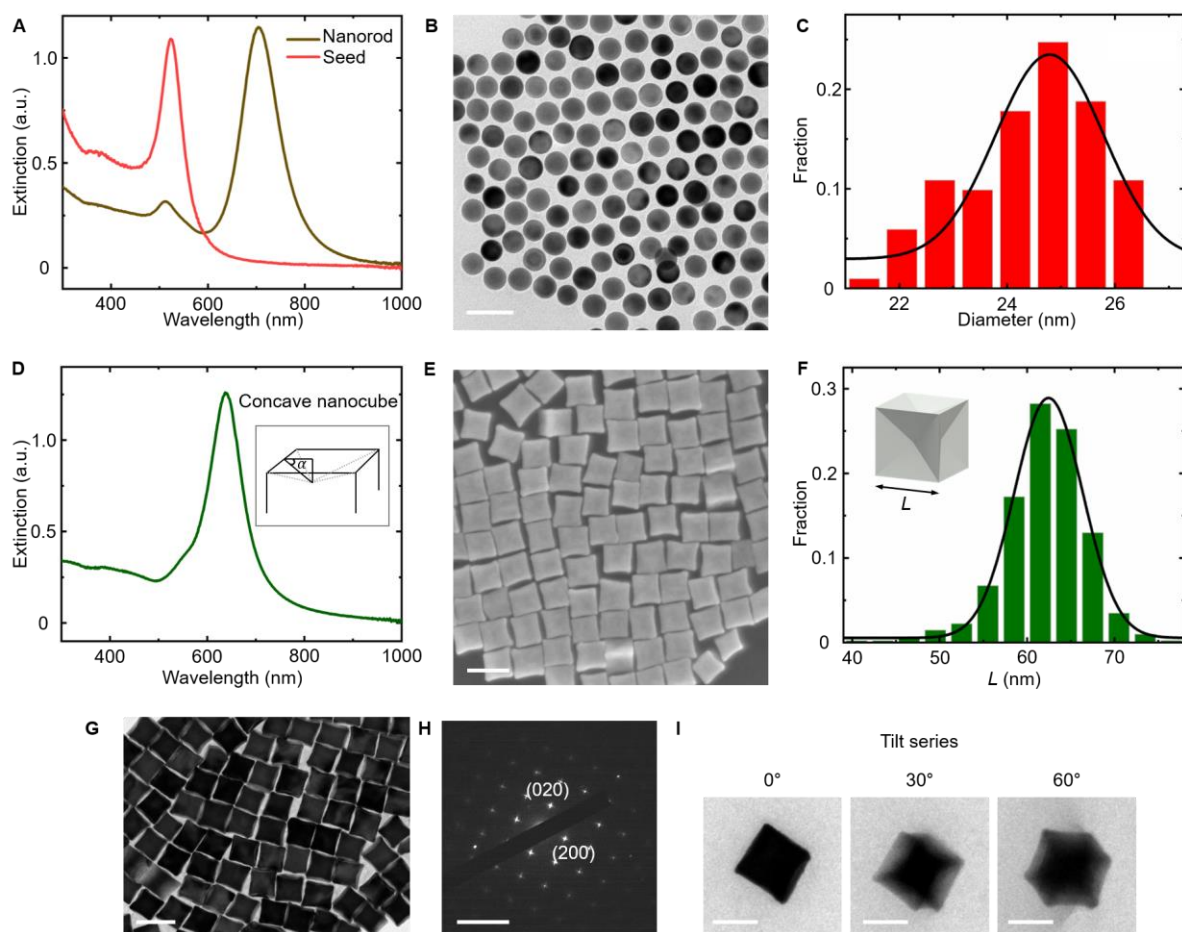 A
Extinction (a.u.)
1.0
0.5
0
Nanorod
Seed
400 600 800 1000
Wavelength (nm)
B
C
Fraction
0.2
0.1
0.0
22 24 26
Diameter (nm)
D
Extinction (a.u.)
1.0
0.5
0
Concave nanocube
α
400 600 800 1000
Wavelength (nm)
E
F
Fraction
0.3
0.2
0.1
0.0
L
40 50 60 70
L (nm)
G
H
(020)
(200)
I
Tilt series
0° 30° 60°